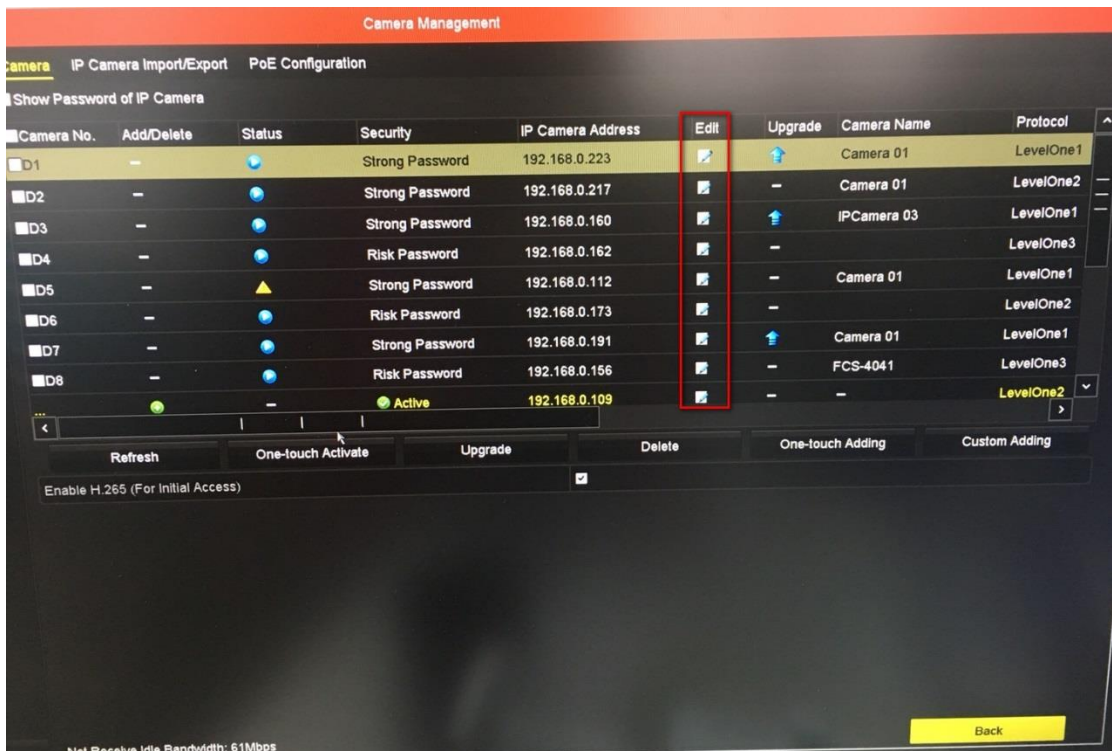 Camera Management
Camera IP Camera Import/Export PoE Configuration
Show Password of IP Camera
Camera No. Add/Delete Status Security IP Camera Address Edit Upgrade Camera Name Protocol
D1 – Strong Password 192.168.0.223 Camera 01 LevelOne1
D2 – Strong Password 192.168.0.217 – Camera 01 LevelOne2
D3 – Strong Password 192.168.0.160 IPCamera 03 LevelOne1
D4 – Risk Password 192.168.0.162 – LevelOne3
D5 – Strong Password 192.168.0.112 – Camera 01 LevelOne1
D6 – Risk Password 192.168.0.173 – LevelOne2
D7 – Strong Password 192.168.0.191 Camera 01 LevelOne1
D8 – Risk Password 192.168.0.156 – FCS-4041 LevelOne3
... – Active 192.168.0.109 – – LevelOne2
Refresh One-touch Activate Upgrade Delete One-touch Adding Custom Adding
Enable H.265 (For Initial Access)
Back
Net Receive Idle Bandwidth: 61Mbps